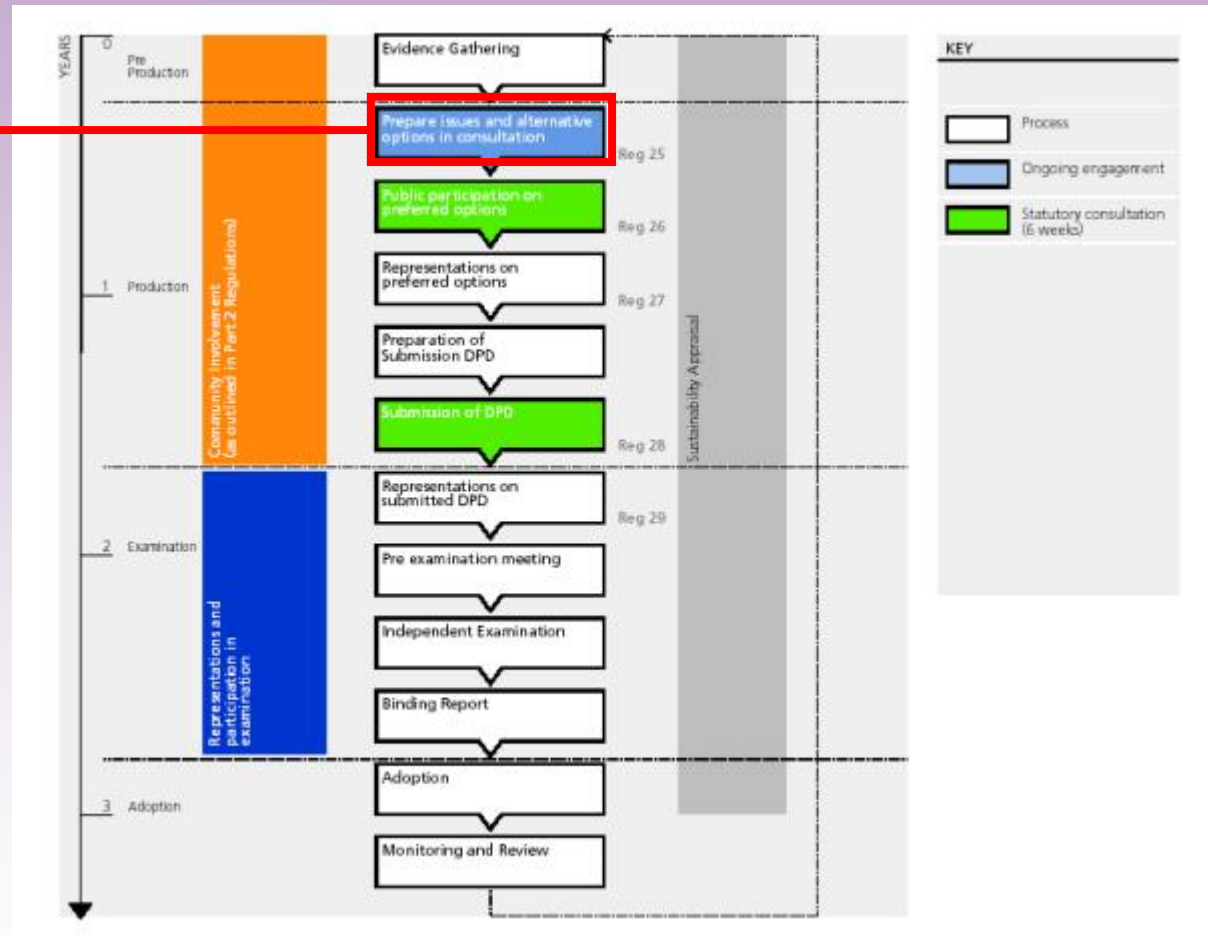 YEARS
0
Pre
Production
1
Production
2
Examination
3
Adoption
Community involvement
(as outlined in Part 2 Regulations)
Representations and
participation in
examination
Evidence Gathering
Prepare issues and alternative
options in consultation
Reg 25
Public participation on
preferred options
Reg 26
Representations on
preferred options
Reg 27
Preparation of
Submission DPD
Submission of DPD
Reg 28
Representations on
submitted DPD
Reg 29
Pre examination meeting
Independent Examination
Binding Report
Adoption
Monitoring and Review
Sustainability Appraisal
KEY
Process
Ongoing engagement
Statutory consultation
(6 weeks)